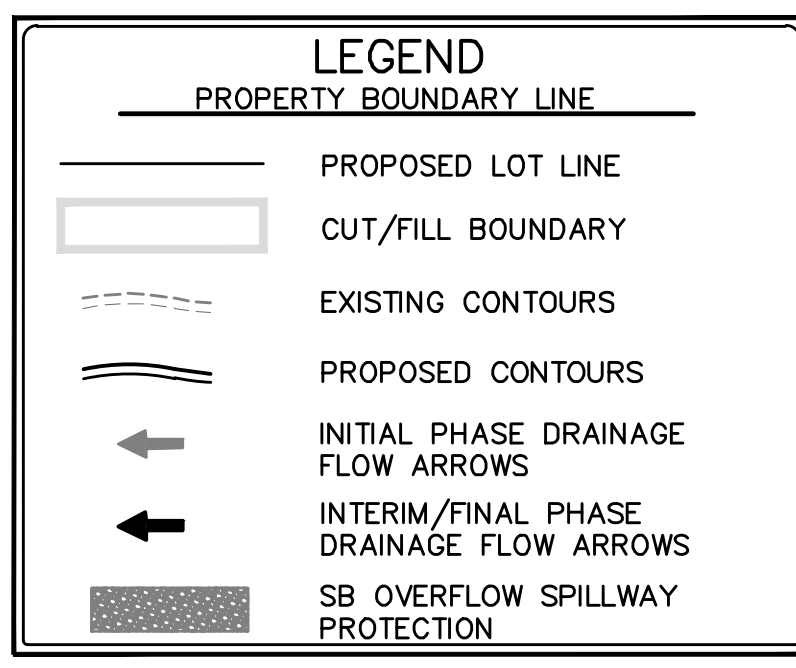 LEGEND
PROPERTY BOUNDARY LINE
PROPOSED LOT LINE
CUT/FILL BOUNDARY
EXISTING CONTOURS
PROPOSED CONTOURS
INITIAL PHASE DRAINAGE
FLOW ARROWS
INTERIM/FINAL PHASE
DRAINAGE FLOW ARROWS
SB OVERFLOW SPILLWAY
PROTECTION